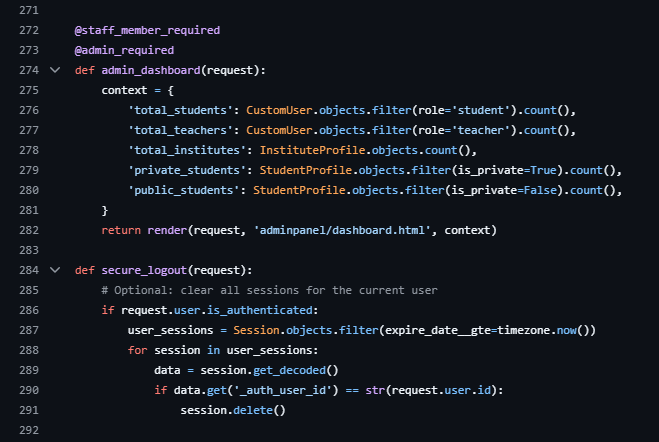 271
272 @staff_member_required
273 @admin_required
274 def admin_dashboard(request):
275     context = {
276         'total_students': CustomUser.objects.filter(role='student').count(),
277         'total_teachers': CustomUser.objects.filter(role='teacher').count(),
278         'total_institutes': InstituteProfile.objects.count(),
279         'private_students': StudentProfile.objects.filter(is_private=True).count(),
280         'public_students': StudentProfile.objects.filter(is_private=False).count(),
281     }
282     return render(request, 'adminpanel/dashboard.html', context)
283
284 def secure_logout(request):
285     # Optional: clear all sessions for the current user
286     if request.user.is_authenticated:
287         user_sessions = Session.objects.filter(expire_date__gte=timezone.now())
288         for session in user_sessions:
289             data = session.get_decoded()
290             if data.get('_auth_user_id') == str(request.user.id):
291                 session.delete()
292